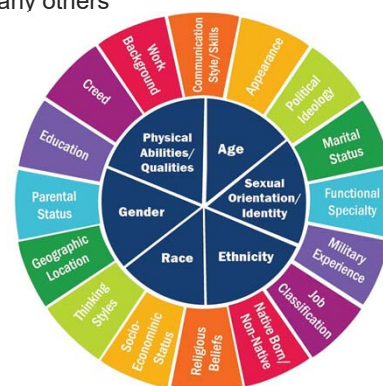 any others
Communication
Style/Skills
Appearance
Political
Ideology
Marital
Status
Functional
Specialty
Military
Experience
Job
Classification
Native Born/
Non-Native
Religious
Beliefs
Socio-
Econominic
Status
Thinking
Styles
Geographic
Location
Parental
Status
Education
Creed
Work
Background
Physical
Abilities/
Qualities
Age
Sexual
Orientation/
Identity
Ethnicity
Race
Gender